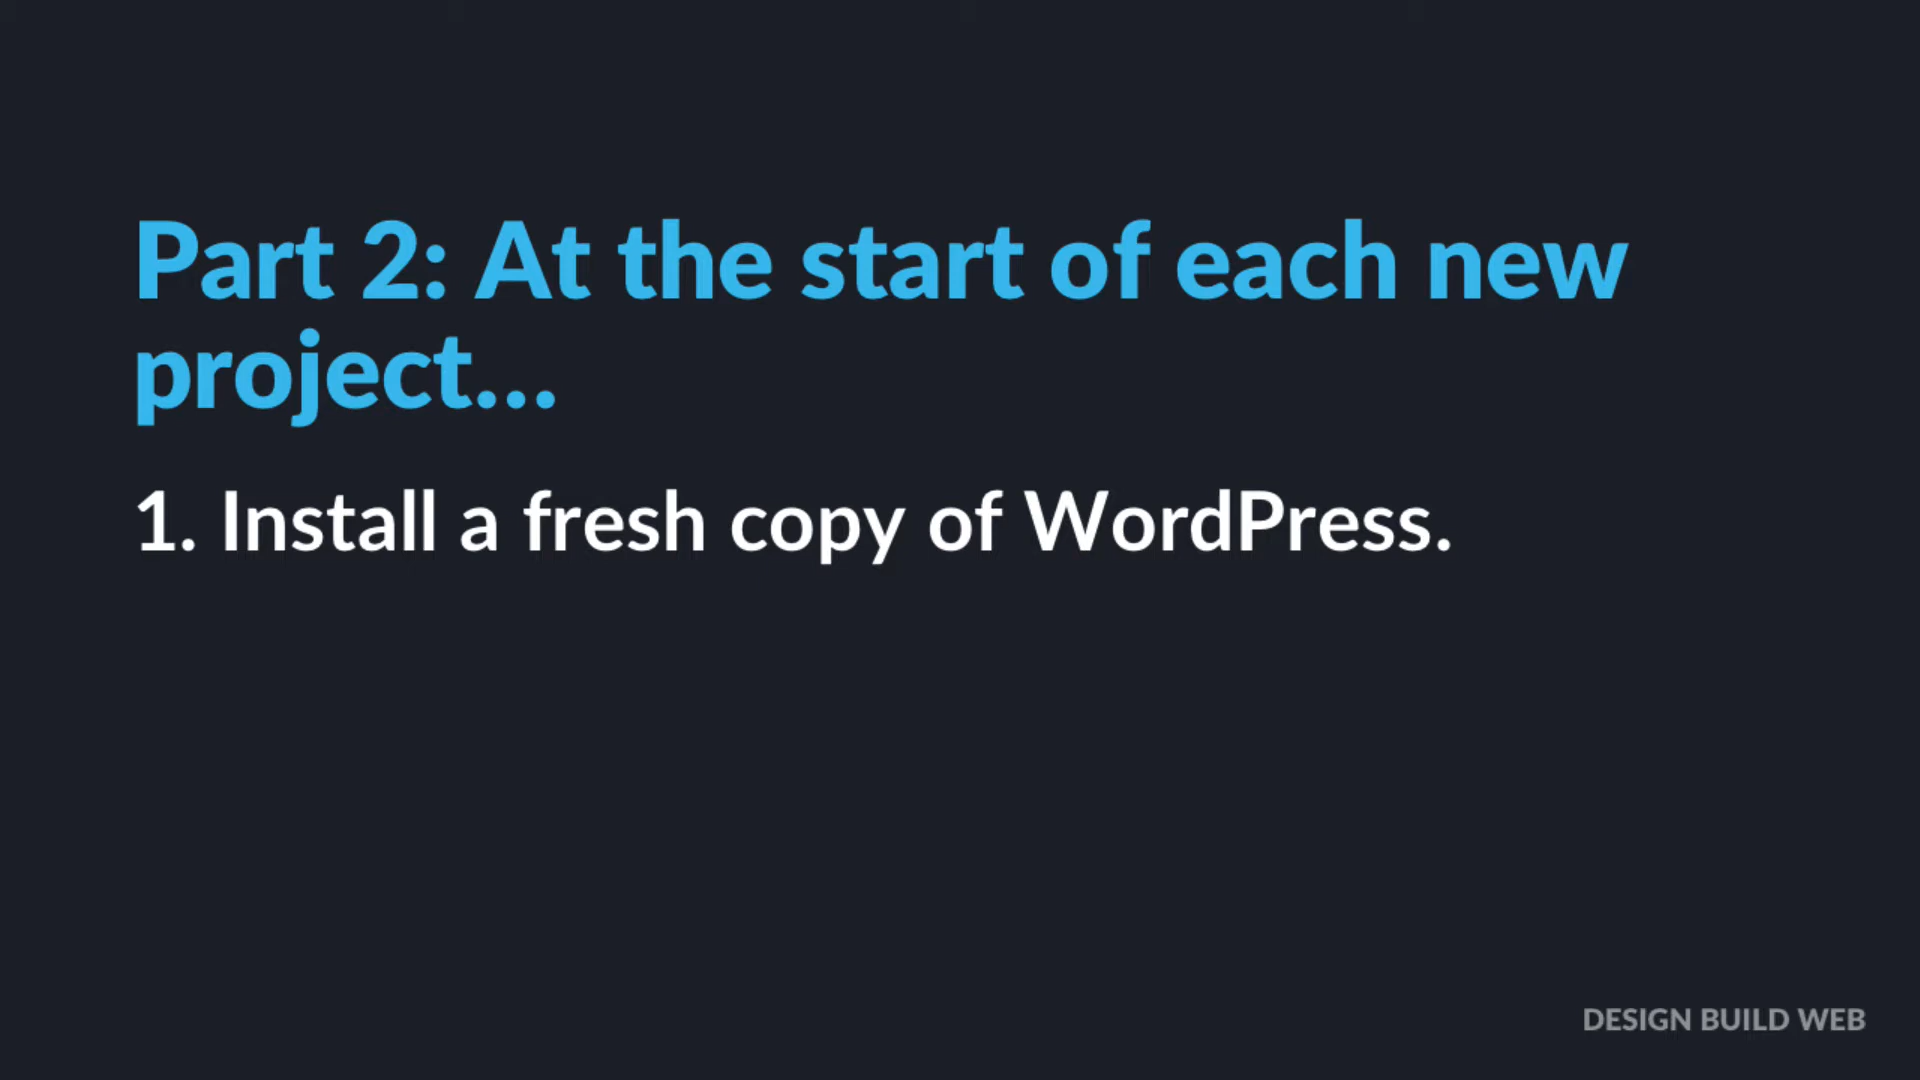 Part 2: At the start of each new
project...
1. Install a fresh copy of WordPress.
DESIGN BUILD WEB